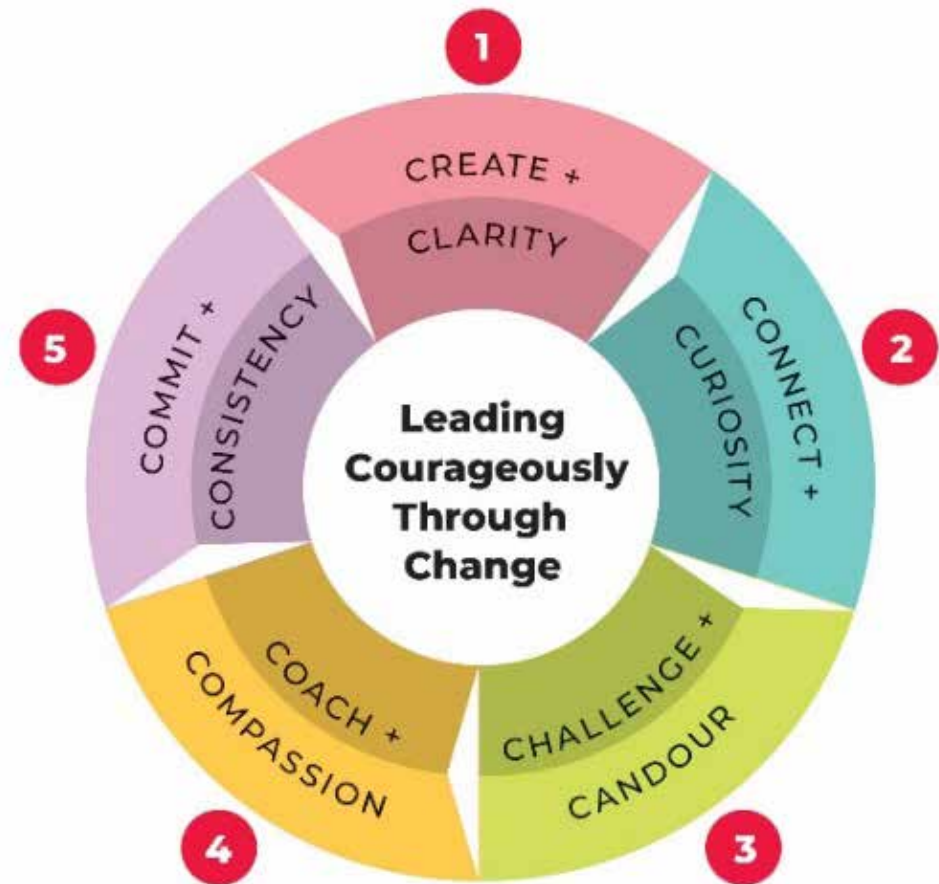 1
CREATE +
CLARITY
2
CONNECT +
CURIOSITY
3
CHALLENGE +
CANDOUR
4
COACH +
COMPASSION
5
COMMIT +
CONSISTENCY
Leading
Courageously
Through
Change